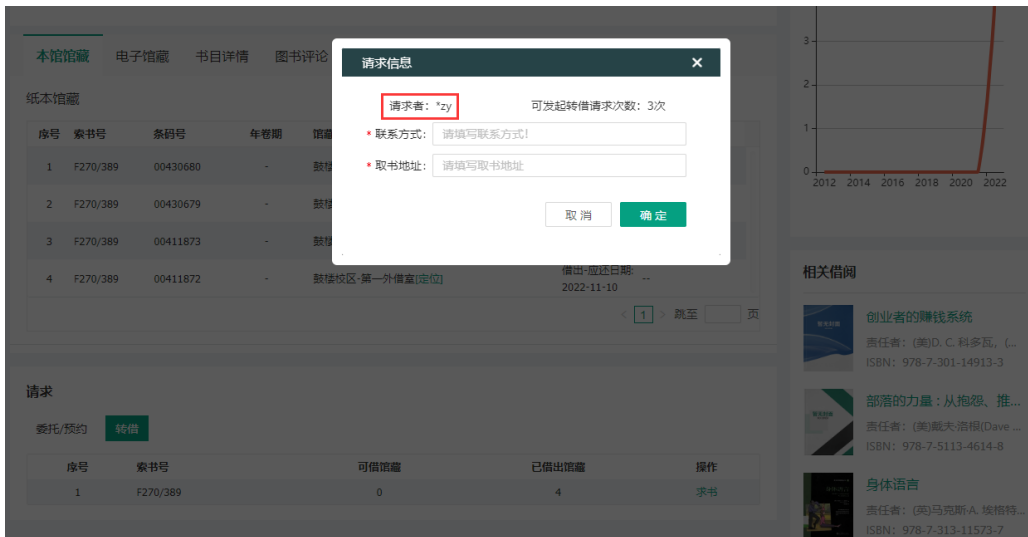 本馆馆藏 电子馆藏 书目详情 图书评论
纸本馆藏
序号 索书号 条码号 年卷期 馆藏
1 F270/389 00430680 - 鼓楼
2 F270/389 00430679 - 鼓楼
3 F270/389 00411873 - 鼓楼
4 F270/389 00411872 - 鼓楼校区-第一外借室[定位] 借出-应还日期: 2022-11-10 --
< 1 > 跳至 页
请求信息 ×
请求者: *zy 可发起转借请求次数: 3次
* 联系方式: 请填写联系方式!
* 取书地址: 请填写取书地址
取消 确定
请求
委托/预约 转借
序号 索书号 可借馆藏 已借出馆藏 操作
1 F270/389 0 4 求书
3
2
1
0
2012 2014 2016 2018 2020 2022
相关借阅
创业者的赚钱系统
责任者: (美)D. C. 科多瓦, (...
ISBN: 978-7-301-14913-3
部落的力量 : 从抱怨、推...
责任者: (美)戴夫·洛根(Dave ...
ISBN: 978-7-5113-4614-8
身体语言
责任者: (英)马克斯·A. 埃格特...
ISBN: 978-7-313-11573-7